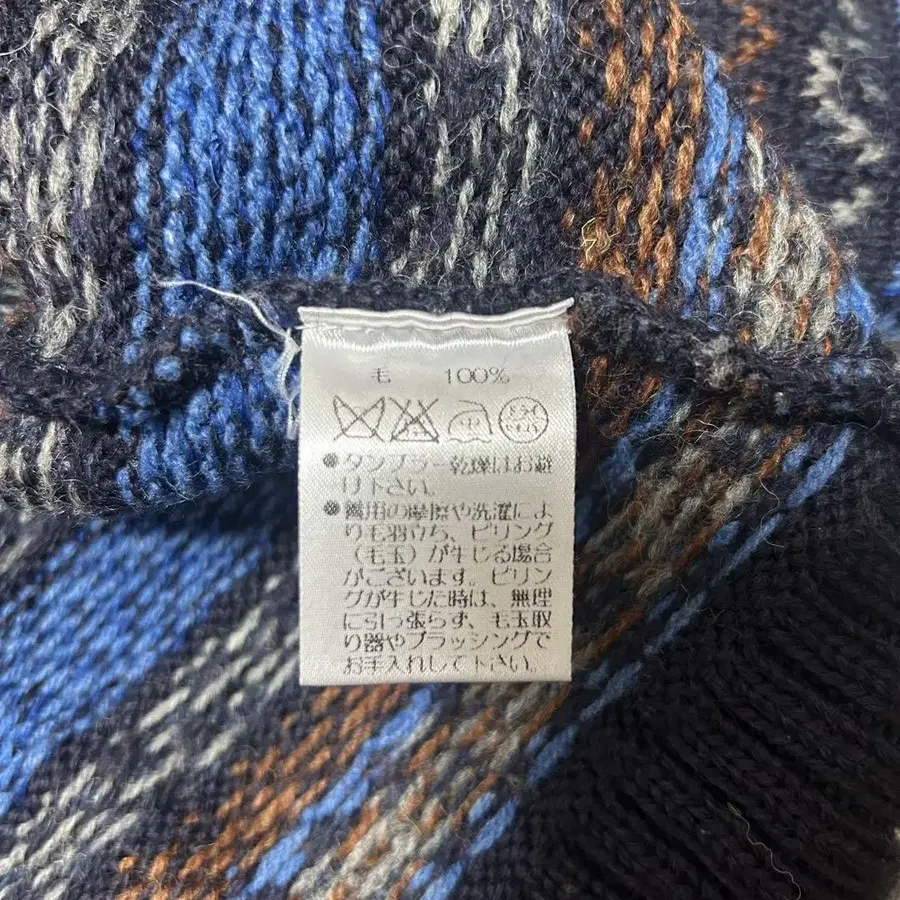 毛 100%
●タンブラー乾燥はお避
け下さい。
●着用の摩擦や洗濯によ
り毛羽立ち、ピリング
(毛玉)が生じる場合
がございます。ピリン
グが生じた時は、無理
に引っ張らず、毛玉取
り器やブラッシングで
お手入れして下さい。